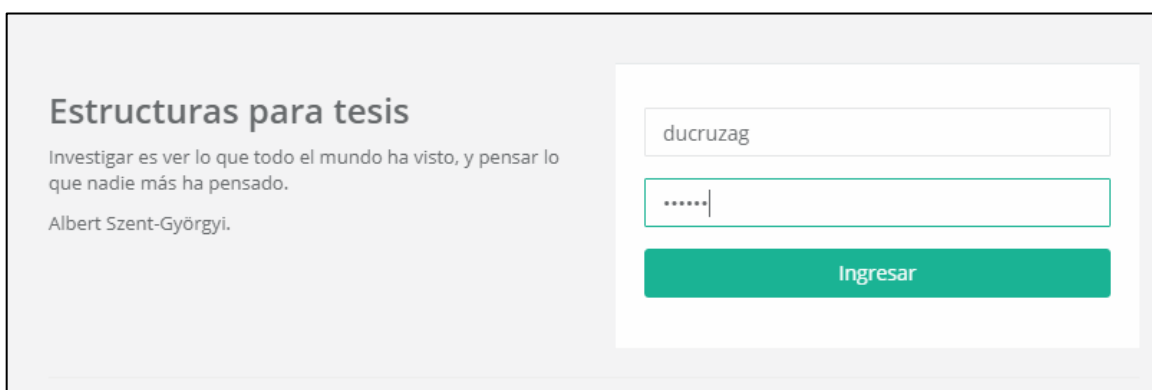 Estructuras para tesis
Investigar es ver lo que todo el mundo ha visto, y pensar lo
que nadie más ha pensado.
Albert Szent-Györgyi.
ducruzag
••••••
Ingresar